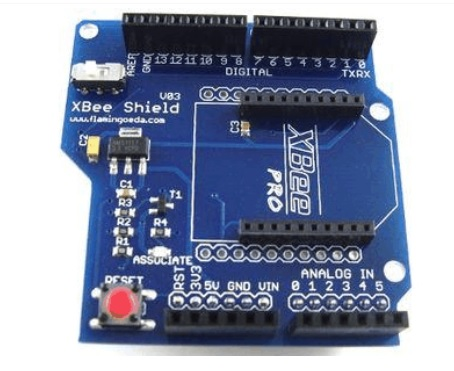 AREF GND 13 12 11 10 9 8 7 6 5 4 3 2 1 0
DIGITAL TXRX
V03
XBee Shield
www.flamingoeda.com
C3
C2
XBee
PRO
C1
T1
R3
R2
R4
R1
ASSOCIATE
RESET
RST 3V3 5V GND VIN
ANALOG IN
0 1 2 3 4 5